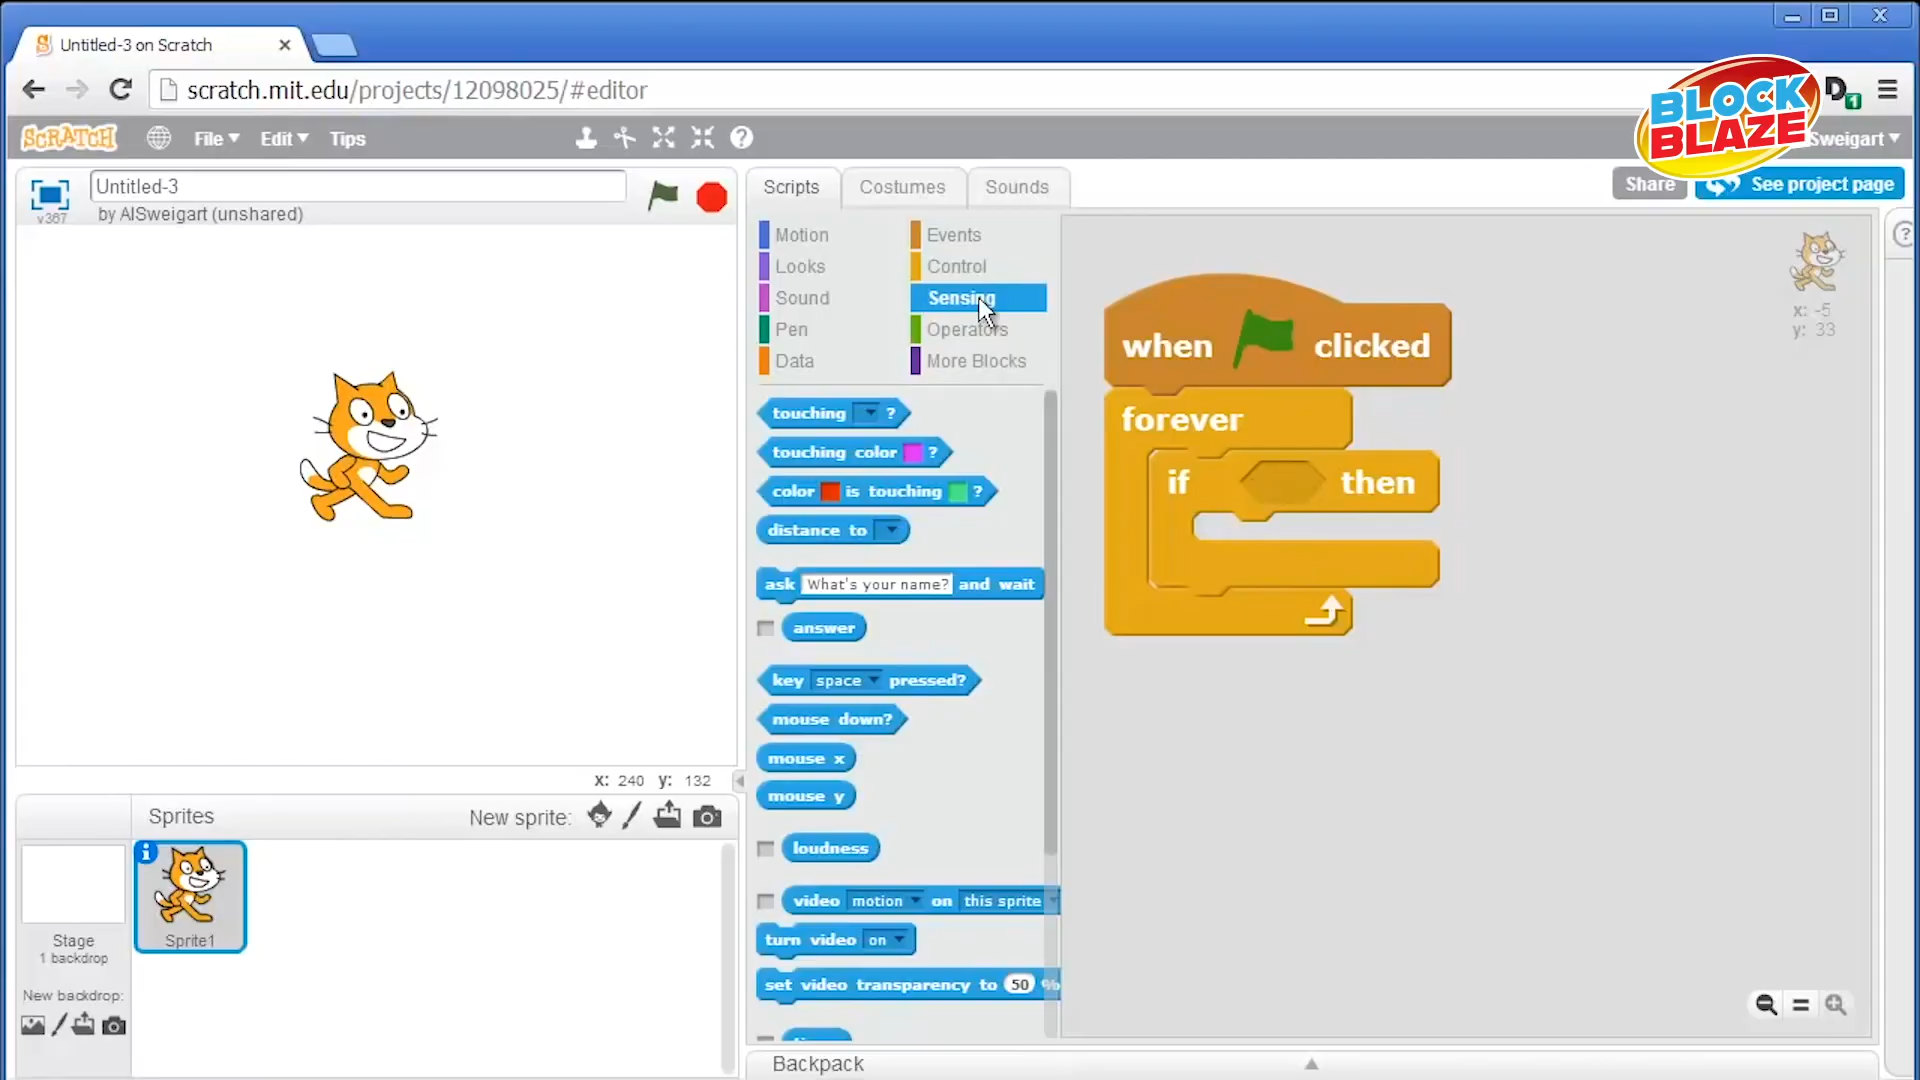 Untitled-3 on Scratch
scratch.mit.edu/projects/12098025/#editor
BLOCK
BLAZE
SCRATCH
File
Edit
Tips
Sweigart
Untitled-3
v367
by AlSweigart (unshared)
Scripts
Costumes
Sounds
Share
See project page
Motion
Events
Looks
Control
Sound
Sensing
Pen
Operators
Data
More Blocks
touching ?
touching color ?
color is touching ?
distance to
ask What's your name? and wait
answer
key space pressed?
mouse down?
mouse x
mouse y
loudness
video motion on this sprite
turn video on
set video transparency to 50 %
when clicked
forever
if then
x: -5
y: 33
x: 240 y: 132
Sprites
New sprite:
Sprite1
Stage
1 backdrop
New backdrop:
Backpack